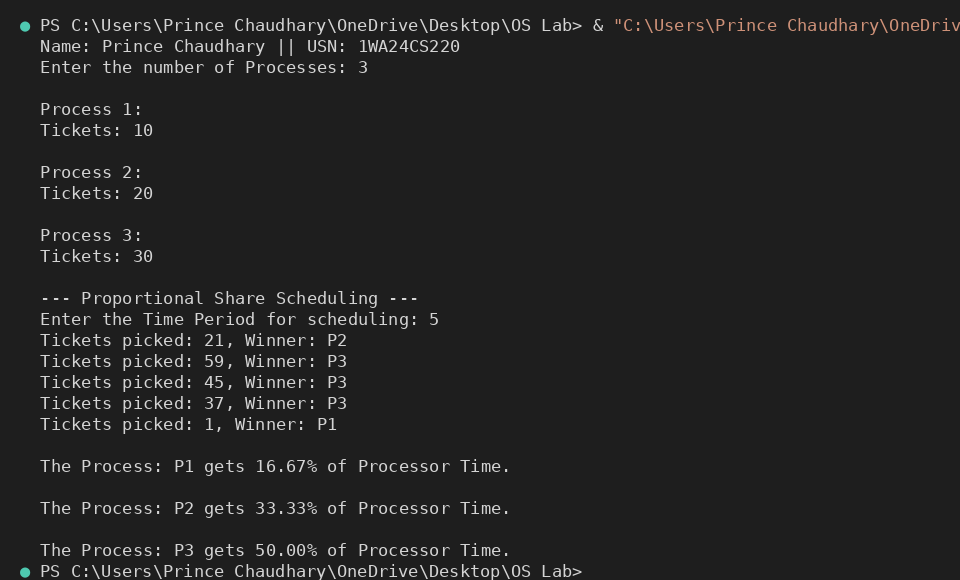 PS C:\Users\Prince Chaudhary\OneDrive\Desktop\OS Lab> & "C:\Users\Prince Chaudhary\OneDriv
Name: Prince Chaudhary || USN: 1WA24CS220
Enter the number of Processes: 3
Process 1:
Tickets: 10
Process 2:
Tickets: 20
Process 3:
Tickets: 30
--- Proportional Share Scheduling ---
Enter the Time Period for scheduling: 5
Tickets picked: 21, Winner: P2
Tickets picked: 59, Winner: P3
Tickets picked: 45, Winner: P3
Tickets picked: 37, Winner: P3
Tickets picked: 1, Winner: P1
The Process: P1 gets 16.67% of Processor Time.
The Process: P2 gets 33.33% of Processor Time.
The Process: P3 gets 50.00% of Processor Time.
PS C:\Users\Prince Chaudhary\OneDrive\Desktop\OS Lab>